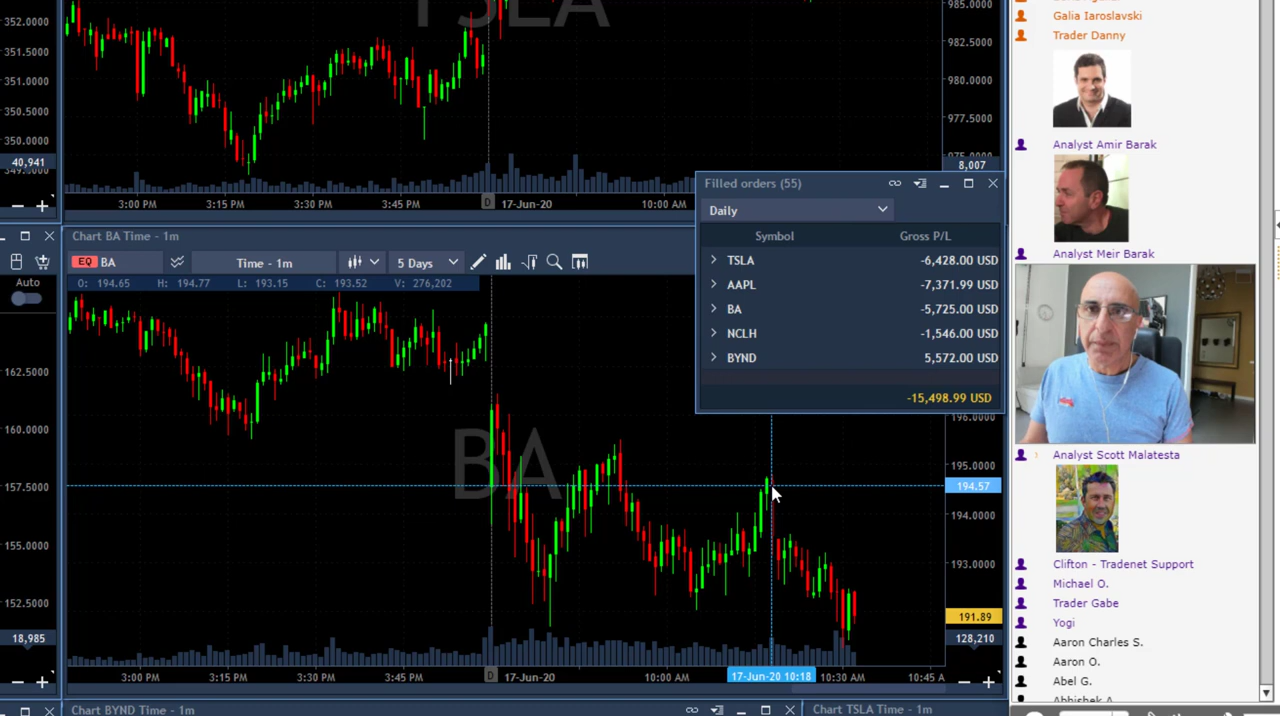 352.0000
351.5000
351.0000
350.5000
350.0000
40,941
TSLA
985.0000
982.5000
980.0000
977.5000
975.0000
8,007
3:00 PM 3:15 PM 3:30 PM 3:45 PM D 17-Jun-20 10:00 AM
Filled orders (55)
Daily
Symbol Gross P/L
TSLA -6,428.00 USD
AAPL -7,371.99 USD
BA -5,725.00 USD
NCLH -1,546.00 USD
BYND 5,572.00 USD
-15,498.99 USD
Chart BA Time - 1m
EQ BA Time - 1m 5 Days
O: 194.65 H: 194.77 L: 193.15 C: 193.52 V: 276,202
Auto
162.5000
160.0000
157.5000
155.0000
152.5000
18,985
BA
196.0000
195.0000
194.57
194.0000
193.0000
191.89
128,210
3:00 PM 3:15 PM 3:30 PM 3:45 PM D 17-Jun-20 10:00 AM 17-Jun-20 10:18 10:30 AM 10:45 A
Chart BYND Time - 1m
Chart TSLA Time - 1m
Galia Iaroslavski
Trader Danny
Analyst Amir Barak
Analyst Meir Barak
Analyst Scott Malatesta
Clifton - Tradenet Support
Michael O.
Trader Gabe
Yogi
Aaron Charles S.
Aaron O.
Abel G.
Abhishek A.